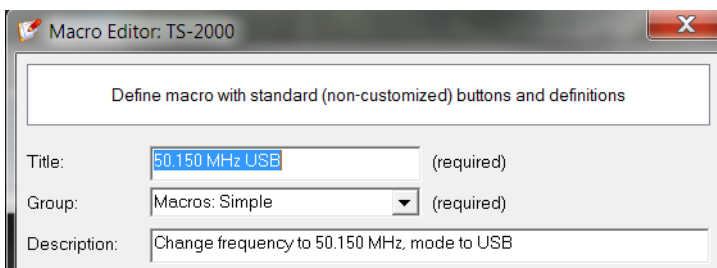 Macro Editor: TS-2000
Define macro with standard (non-customized) buttons and definitions
Title: 50.150 MHz USB (required)
Group: Macros: Simple (required)
Description: Change frequency to 50.150 MHz, mode to USB